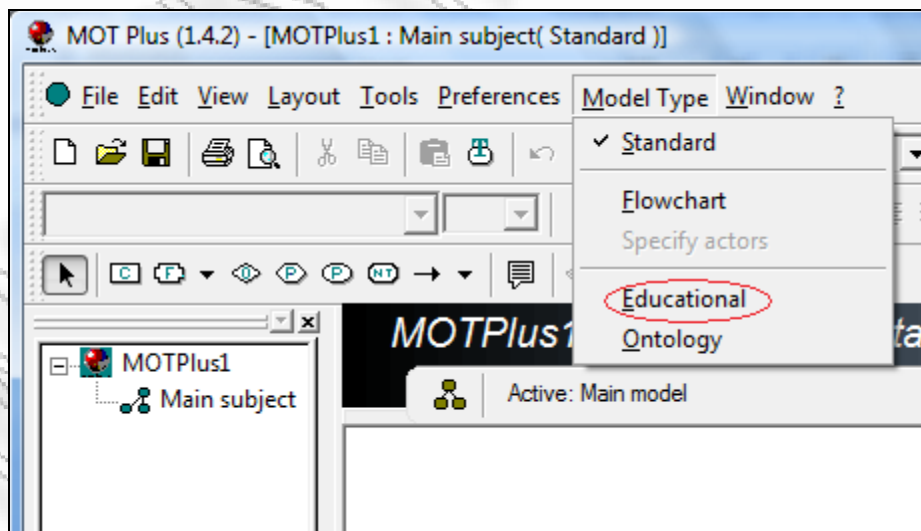 MOT Plus (1.4.2) - [MOTPlus1 : Main subject( Standard )]
File Edit View Layout Tools Preferences Model Type Window ?
Standard
Flowchart
Specify actors
C F O P P NT
Educational
Ontology
MOTPlus1
MOTPlus1
Main subject
Active: Main model